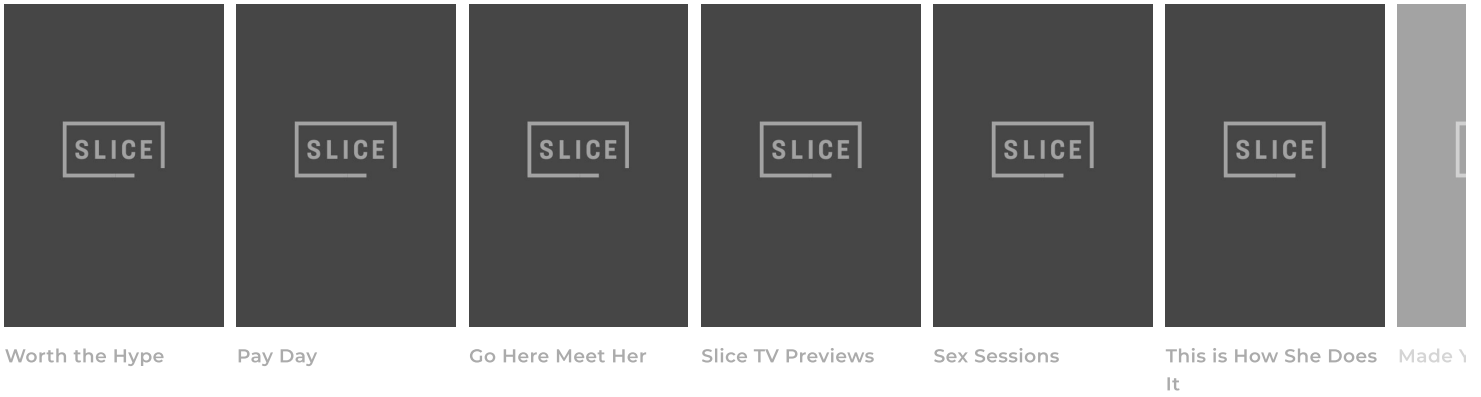 SLICE
SLICE
SLICE
SLICE
SLICE
SLICE
Worth the Hype
Pay Day
Go Here Meet Her
Slice TV Previews
Sex Sessions
This is How She Does
It
Made